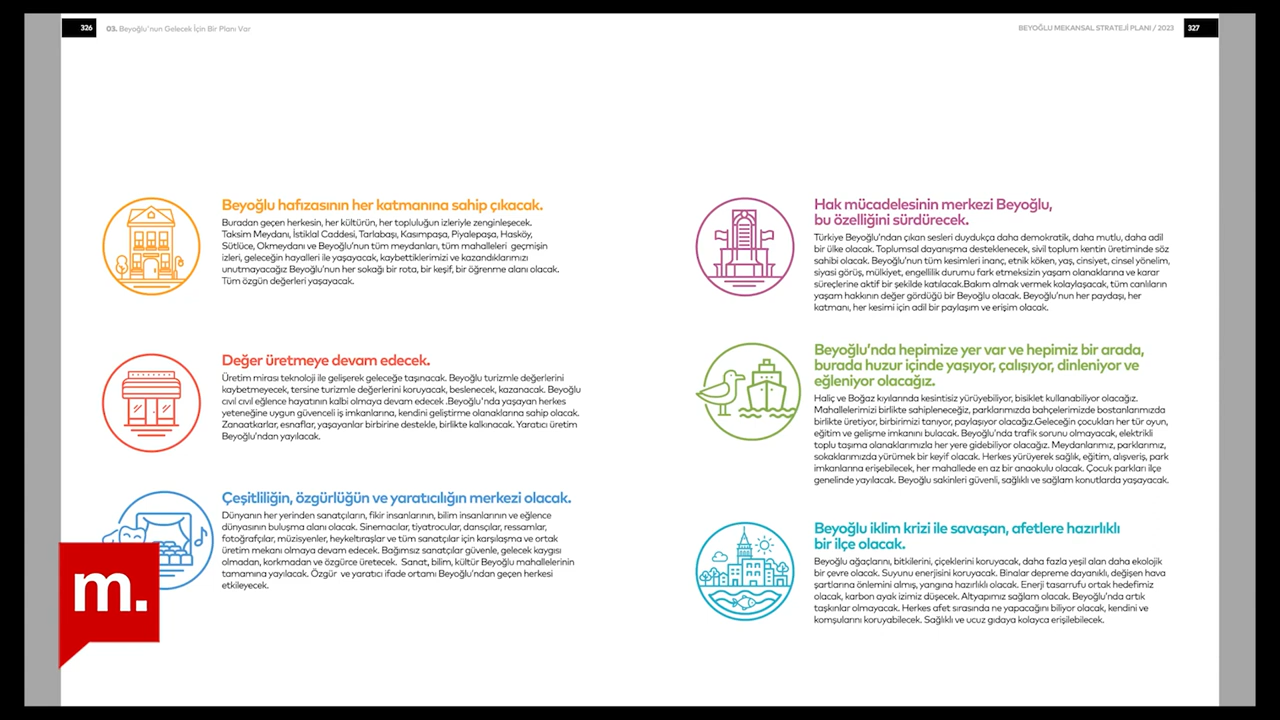 326
03. Beyoğlu'nun Gelecek İçin Bir Planı Var
BEYOĞLU MEKANSAL STRATEJİ PLANI / 2023
327
Beyoğlu hafızasının her katmanına sahip çıkacak.
Buradan geçen herkesin, her kültürün, her topluluğun izleriyle zenginleşecek.
Taksim Meydanı, İstiklal Caddesi, Tarlabaşı, Kasımpaşa, Piyalepaşa, Hasköy,
Sütlüce, Okmeydanı ve Beyoğlu'nun tüm meydanları, tüm mahalleleri geçmişin
izleri, geleceğin hayalleri ile yaşayacak, kaybettiklerimizi ve kazandıklarımızı
unutmayacağız Beyoğlu'nun her sokağı bir rota, bir keşif, bir öğrenme alanı olacak.
Tüm özgün değerleri yaşayacak.
Değer üretmeye devam edecek.
Üretim mirası teknoloji ile gelişerek geleceğe taşınacak. Beyoğlu turizmle değerlerini
kaybetmeyecek, tersine turizmle değerlerini koruyacak, beslenecek, kazanacak. Beyoğlu
cıvıl cıvıl eğlence hayatının kalbi olmaya devam edecek .Beyoğlu'nda yaşayan herkes
yeteneğine uygun güvenceli iş imkanlarına, kendini geliştirme olanaklarına sahip olacak.
Zanaatkarlar, esnaflar, yaşayanlar birbirine destekle, birlikte kalkınacak. Yaratıcı üretim
Beyoğlu'ndan yayılacak.
Çeşitliliğin, özgürlüğün ve yaratıcılığın merkezi olacak.
Dünyanın her yerinden sanatçıların, fikir insanlarının, bilim insanlarının ve eğlence
dünyasının buluşma alanı olacak. Sinemacılar, tiyatrocular, dansçılar, ressamlar,
fotoğrafçılar, müzisyenler, heykeltıraşlar ve tüm sanatçılar için karşılaşma ve ortak
üretim mekanı olmaya devam edecek. Bağımsız sanatçılar güvenle, gelecek kaygısı
olmadan, korkmadan ve özgürce üretecek. Sanat, bilim, kültür Beyoğlu mahallelerinin
tamamına yayılacak. Özgür ve yaratıcı ifade ortamı Beyoğlu'ndan geçen herkesi
etkileyecek.
m.
Hak mücadelesinin merkezi Beyoğlu,
bu özelliğini sürdürecek.
Türkiye Beyoğlu'ndan çıkan sesleri duydukça daha demokratik, daha mutlu, daha adil
bir ülke olacak. Toplumsal dayanışma desteklenecek, sivil toplum kentin üretiminde söz
sahibi olacak. Beyoğlu'nun tüm kesimleri inanç, etnik köken, yaş, cinsiyet, cinsel yönelim,
siyasi görüş, mülkiyet, engellilik durumu fark etmeksizin yaşam olanaklarına ve karar
süreçlerine aktif bir şekilde katılacak.Bakım almak vermek kolaylaşacak, tüm canlıların
yaşam hakkının değer gördüğü bir Beyoğlu olacak. Beyoğlu'nun her paydaşı, her
katmanı, her kesimi için adil bir paylaşım ve erişim olacak.
Beyoğlu'nda hepimize yer var ve hepimiz bir arada,
burada huzur içinde yaşıyor, çalışıyor, dinleniyor ve
eğleniyor olacağız.
Haliç ve Boğaz kıyılarında kesintisiz yürüyebiliyor, bisiklet kullanabiliyor olacağız.
Mahallelerimizi birlikte sahipleneceğiz, parklarımızda bahçelerimizde bostanlarımızda
birlikte üretiyor, birbirimizi tanıyor, paylaşıyor olacağız.Geleceğin çocukları her tür oyun,
eğitim ve gelişme imkanını bulacak. Beyoğlu'nda trafik sorunu olmayacak, elektrikli
toplu taşıma olanaklarımızla her yere gidebiliyor olacağız. Meydanlarımız, parklarımız,
sokaklarımızda yürümek bir keyif olacak. Herkes yürüyerek sağlık, eğitim, alışveriş, park
imkanlarına erişebilecek, her mahallede en az bir anaokulu olacak. Çocuk parkları ilçe
genelinde yayılacak. Beyoğlu sakinleri güvenli, sağlıklı ve sağlam konutlarda yaşayacak.
Beyoğlu iklim krizi ile savaşan, afetlere hazırlıklı
bir ilçe olacak.
Beyoğlu ağaçlarını, bitkilerini, çiçeklerini koruyacak, daha fazla yeşil alan daha ekolojik
bir çevre olacak. Suyunu enerjisini koruyacak. Binalar depreme dayanıklı, değişen hava
şartlarına önlemini almış, yangına hazırlıklı olacak. Enerji tasarrufu ortak hedefimiz
olacak, karbon ayak izimiz düşecek. Altyapımız sağlam olacak. Beyoğlu'nda artık
taşkınlar olmayacak. Herkes afet sırasında ne yapacağını biliyor olacak, kendini ve
komşularını koruyabilecek. Sağlıklı ve ucuz gıdaya kolayca erişilebilecek.